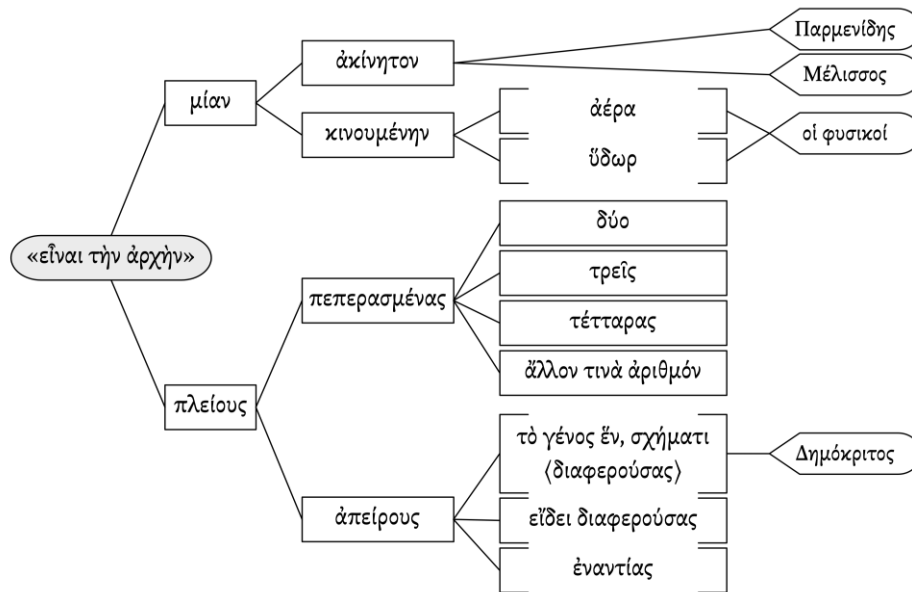 Παρμενίδης
ἀκίνητον
Μέλισσος
μίαν
ἀέρα
κινουμένην
οἱ φυσικοί
ὕδωρ
δύο
«εἶναι τὴν ἀρχὴν»
τρεῖς
πεπερασμένας
τέτταρας
ἄλλον τινὰ ἀριθμόν
πλείους
τὸ γένος ἕν, σχήματι
⟨διαφερούσας⟩
Δημόκριτος
ἀπείρους
εἴδει διαφερούσας
ἐναντίας